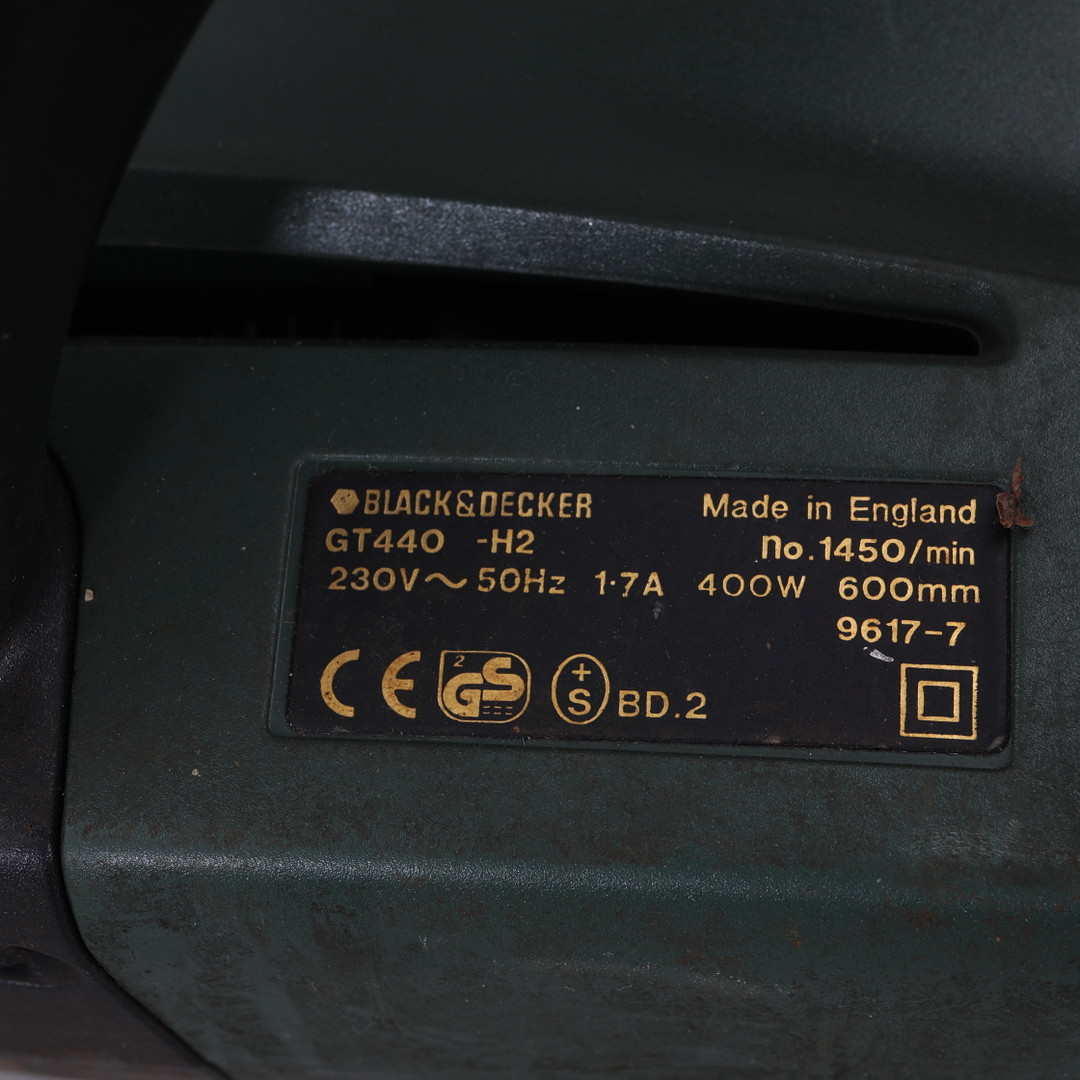 BLACK&DECKER Made in England
GT440 -H2 no.1450/min
230V~50Hz 1·7A 400W 600mm
9617-7
CE 2 GS +S BD.2